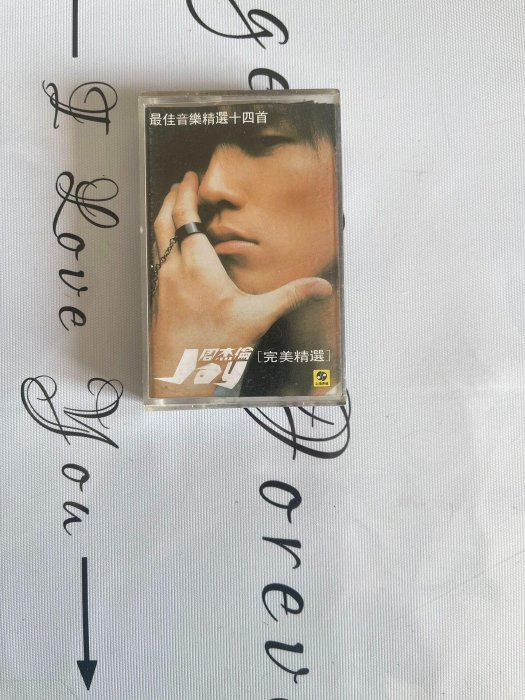 最佳音樂精選十四首
周杰倫
Jay
[完美精選]
I Love You
Forev